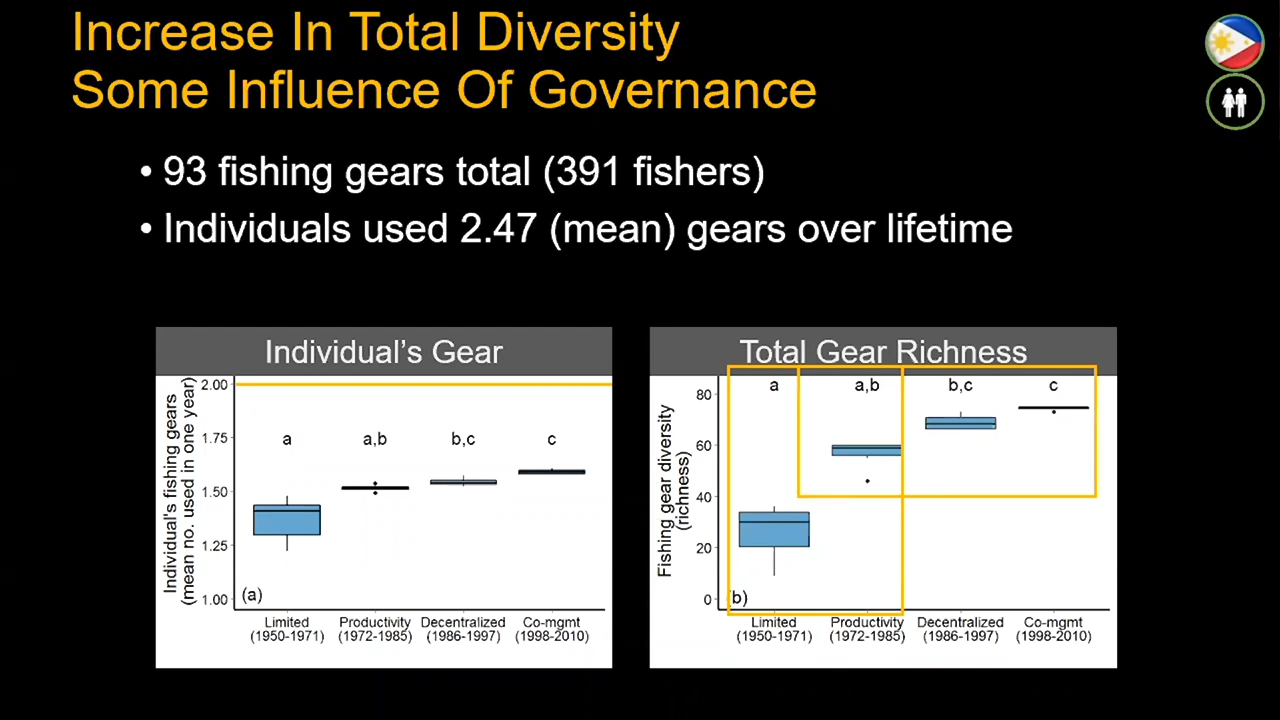 Increase In Total Diversity
Some Influence Of Governance
• 93 fishing gears total (391 fishers)
• Individuals used 2.47 (mean) gears over lifetime
Individual's Gear
Individual's fishing gears
(mean no. used in one year)
2.00
1.75
1.50
1.25
1.00
a
a,b
b,c
c
(a)
Limited
(1950-1971)
Productivity
(1972-1985)
Decentralized
(1986-1997)
Co-mgmt
(1998-2010)
Total Gear Richness
Fishing gear diversity
(richness)
80
60
40
20
0
a
a,b
b,c
c
(b)
Limited
(1950-1971)
Productivity
(1972-1985)
Decentralized
(1986-1997)
Co-mgmt
(1998-2010)